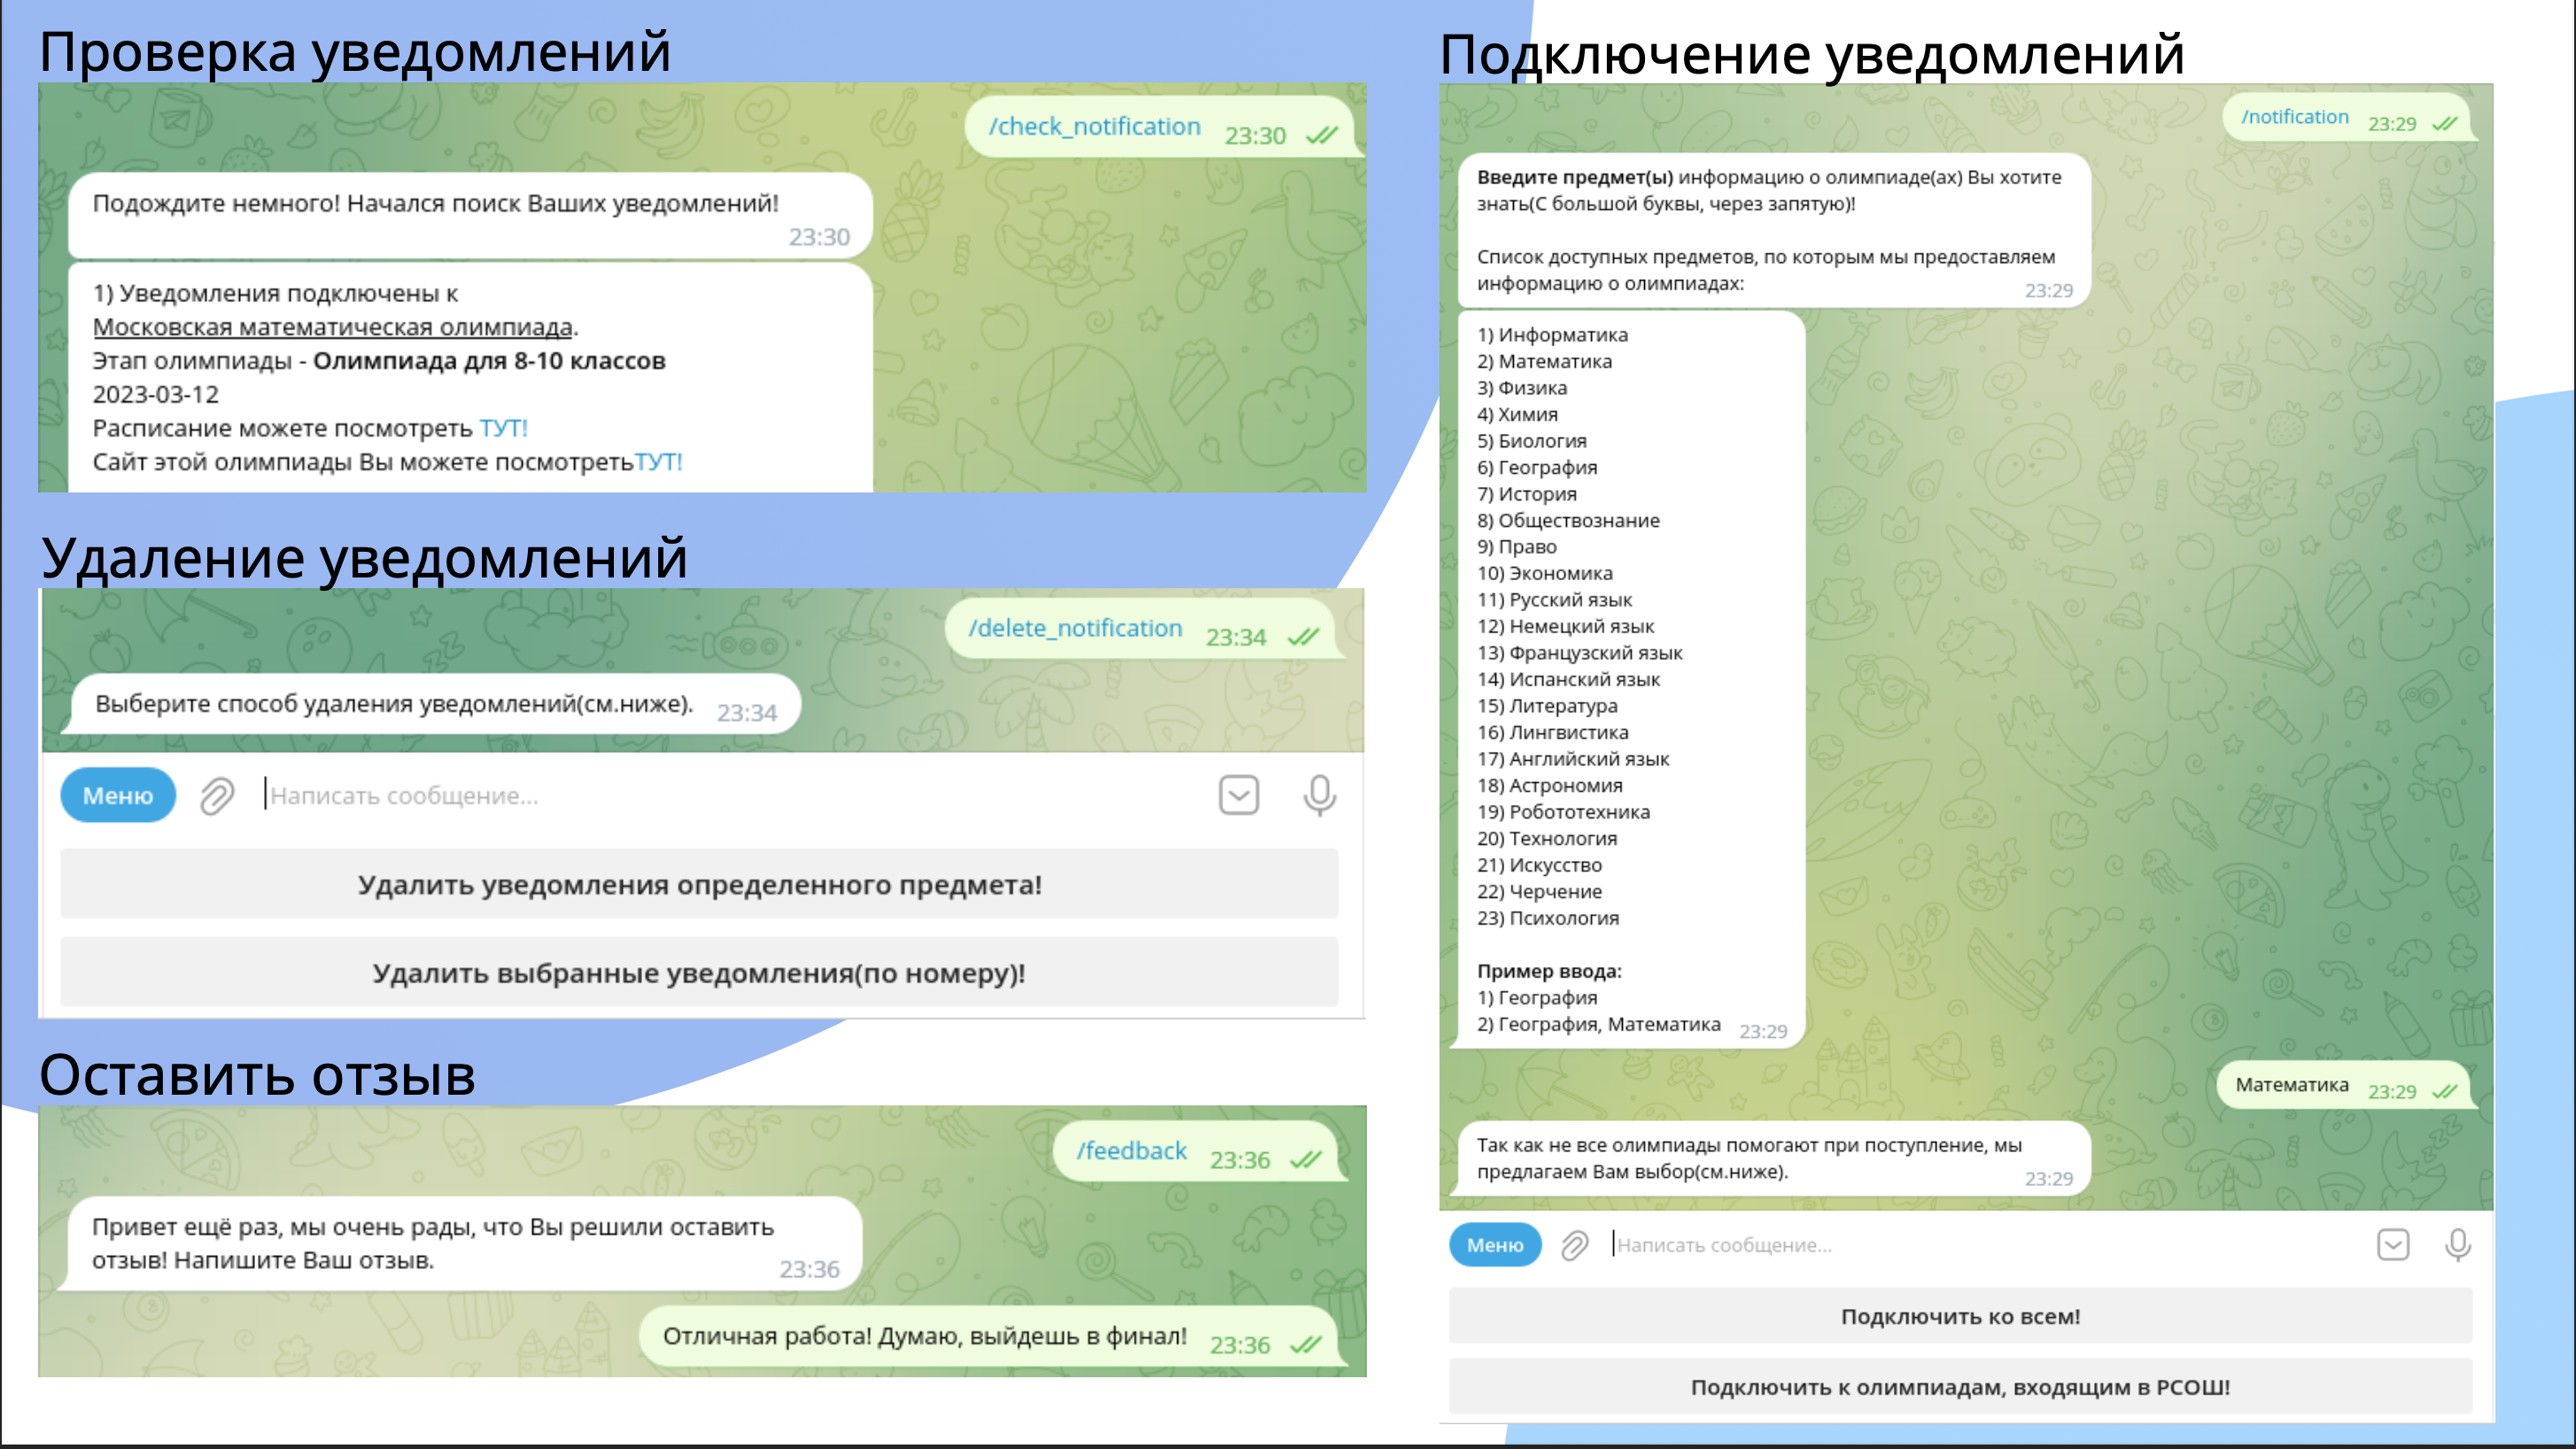 Проверка уведомлений
/check_notification 23:30
Подождите немного! Начался поиск Ваших уведомлений!
23:30
1) Уведомления подключены к
Московская математическая олимпиада.
Этап олимпиады - Олимпиада для 8-10 классов
2023-03-12
Расписание можете посмотреть ТУТ!
Сайт этой олимпиады Вы можете посмотретьТУТ!
Удаление уведомлений
/delete_notification 23:34
Выберите способ удаления уведомлений(см.ниже). 23:34
Меню Написать сообщение...
Удалить уведомления определенного предмета!
Удалить выбранные уведомления(по номеру)!
Оставить отзыв
/feedback 23:36
Привет ещё раз, мы очень рады, что Вы решили оставить
отзыв! Напишите Ваш отзыв. 23:36
Отличная работа! Думаю, выйдешь в финал! 23:36
Подключение уведомлений
/notification 23:29
Введите предмет(ы) информацию о олимпиаде(ах) Вы хотите
знать(С большой буквы, через запятую)!
Список доступных предметов, по которым мы предоставляем
информацию о олимпиадах: 23:29
1) Информатика
2) Математика
3) Физика
4) Химия
5) Биология
6) География
7) История
8) Обществознание
9) Право
10) Экономика
11) Русский язык
12) Немецкий язык
13) Французский язык
14) Испанский язык
15) Литература
16) Лингвистика
17) Английский язык
18) Астрономия
19) Робототехника
20) Технология
21) Искусство
22) Черчение
23) Психология
Пример ввода:
1) География
2) География, Математика 23:29
Математика 23:29
Так как не все олимпиады помогают при поступление, мы
предлагаем Вам выбор(см.ниже). 23:29
Меню Написать сообщение...
Подключить ко всем!
Подключить к олимпиадам, входящим в РСОШ!